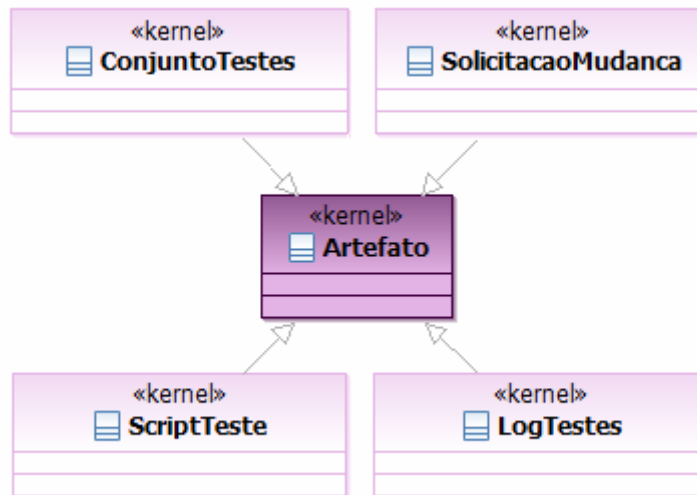 «kernel»
ConjuntoTestes
«kernel»
SolicitacaoMudanca
«kernel»
Artefato
«kernel»
ScriptTeste
«kernel»
LogTestes